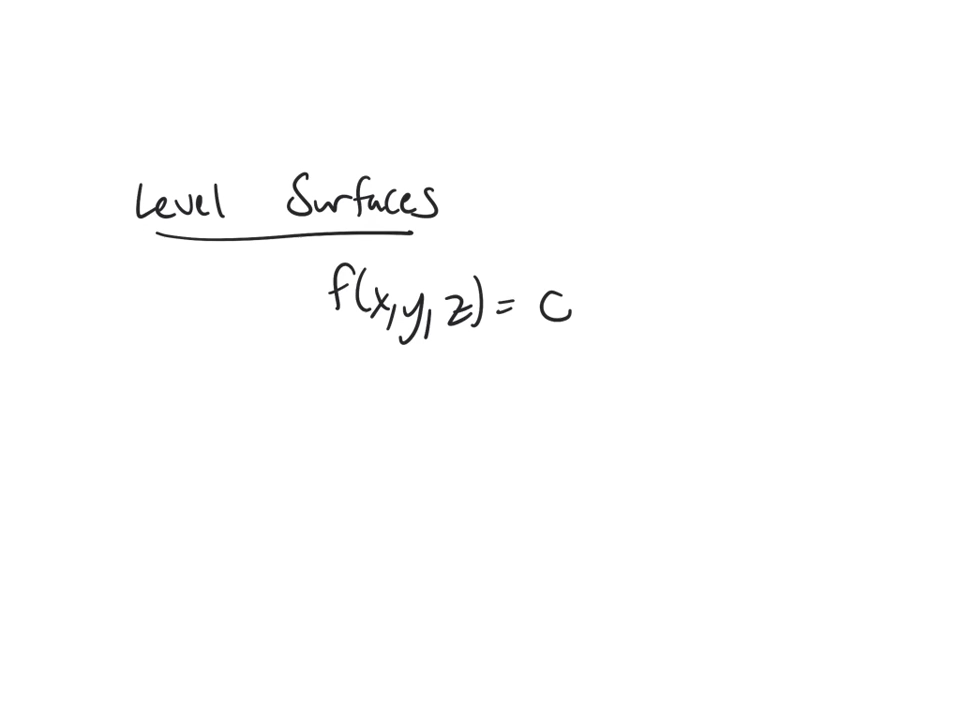 Level Surfaces
f(x,y,z) = C